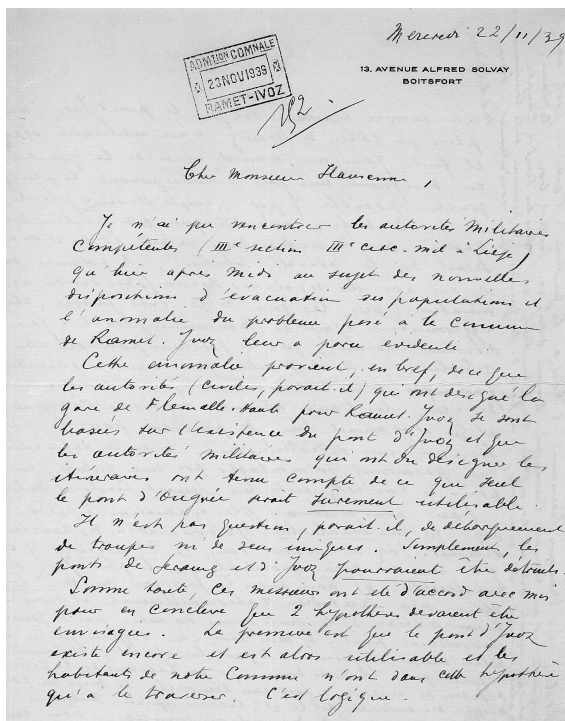 Mercredi 22/11/39
ADMTION COMNALE
23 NOV 1939
RAMET-IVOZ
13, AVENUE ALFRED SOLVAY
BOITSFORT
Cher Monsieur Hausenne,
Je n'ai pu rencontrer les autorités militaires
compétentes (IIIe section IIIe circ. mil à Liège)
qu'hier après midi au sujet des nouvelles
dispositions d'évacuation des populations et
l'anomalie du problème posé à la Commune
de Ramet-Ivoz leur a paru évidente.
Cette anomalie provient, en bref, de ce que
les autorités (civiles, paraît-il) qui ont désigné la
gare de Flemalle-haute pour Ramet-Ivoz se sont
basées sur l'existence du pont d'Ivoz et que
les autorités militaires qui ont dû désigner les
itinéraires ont tenu compte de ce que seul
le pont d'Ougrée serait sûrement utilisable.
Il n'est pas question, paraît-il, de débarquement
de troupes ni de gens images. Simplement, les
ponts de Seraing et d'Ivoz pourraient être détruits.
Somme toute, ces messieurs ont été d'accord avec moi
pour en conclure que 2 hypothèses devaient être
envisagées. La première est que le pont d'Ivoz
existe encore et est alors utilisable et les
habitants de notre Commune n'ont dans cette hypothèse
qu'à le traverser. C'est logique.